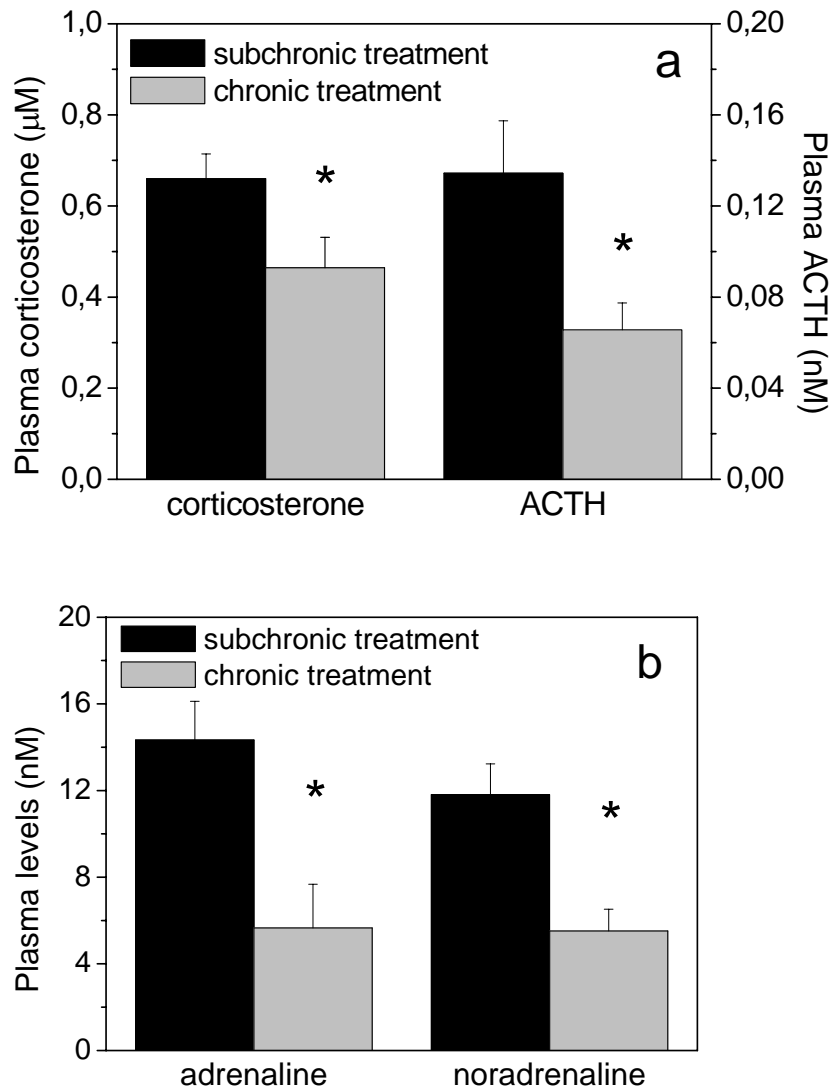 1,0
0,8
0,6
0,4
0,2
0,0
Plasma corticosterone (μM)
subchronic treatment
chronic treatment
a
*
*
0,20
0,16
0,12
0,08
0,04
0,00
Plasma ACTH (nM)
corticosterone ACTH
20
16
12
8
4
0
Plasma levels (nM)
subchronic treatment
chronic treatment
b
*
*
adrenaline noradrenaline